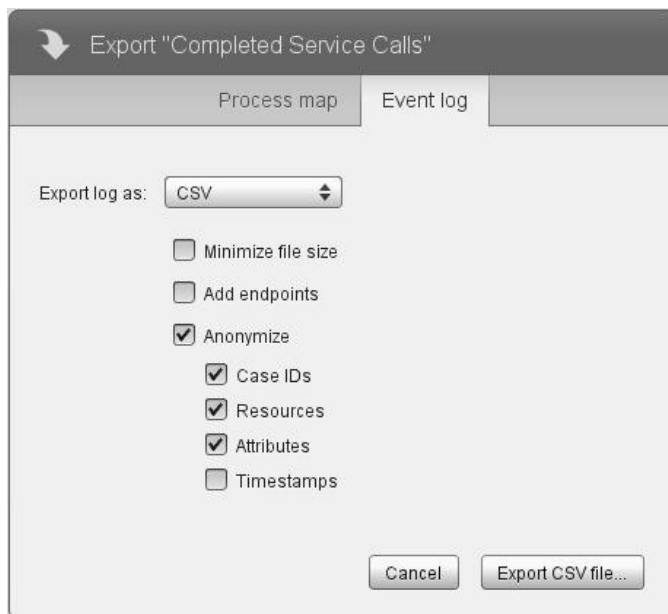 Export "Completed Service Calls"
Process map
Event log
Export log as:
CSV
Minimize file size
Add endpoints
Anonymize
Case IDs
Resources
Attributes
Timestamps
Cancel
Export CSV file...